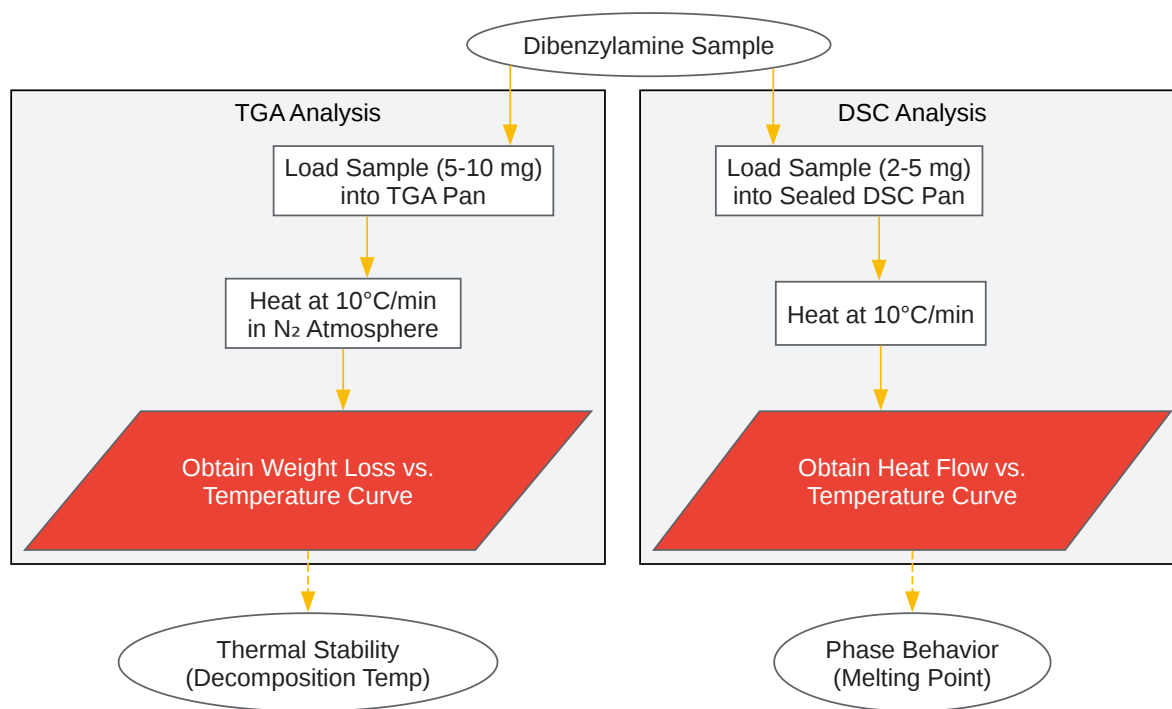 Dibenzylamine Sample
TGA Analysis
Load Sample (5-10 mg)
into TGA Pan
Heat at 10°C/min
in N₂ Atmosphere
Obtain Weight Loss vs.
Temperature Curve
Thermal Stability
(Decomposition Temp)
DSC Analysis
Load Sample (2-5 mg)
into Sealed DSC Pan
Heat at 10°C/min
Obtain Heat Flow vs.
Temperature Curve
Phase Behavior
(Melting Point)